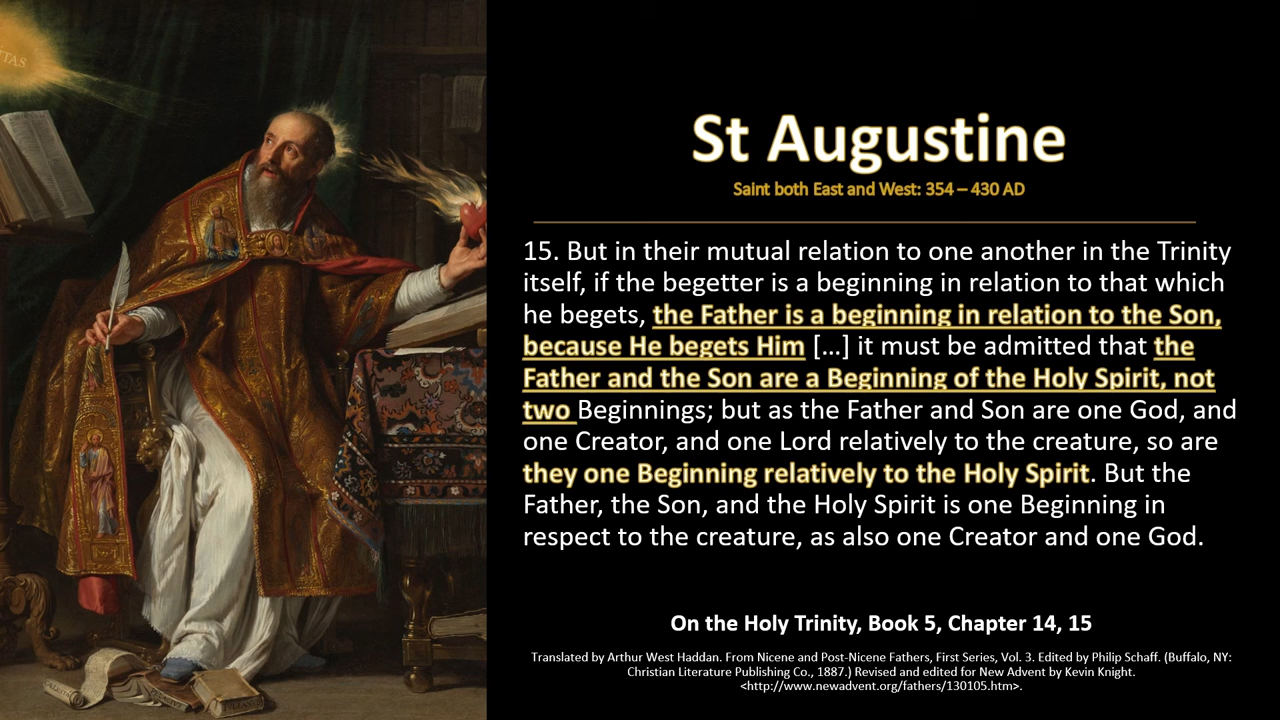 ITAS
St Augustine
Saint both East and West: 354 – 430 AD
15. But in their mutual relation to one another in the Trinity
itself, if the begetter is a beginning in relation to that which
he begets, the Father is a beginning in relation to the Son,
because He begets Him […] it must be admitted that the
Father and the Son are a Beginning of the Holy Spirit, not
two Beginnings; but as the Father and Son are one God, and
one Creator, and one Lord relatively to the creature, so are
they one Beginning relatively to the Holy Spirit. But the
Father, the Son, and the Holy Spirit is one Beginning in
respect to the creature, as also one Creator and one God.
On the Holy Trinity, Book 5, Chapter 14, 15
Translated by Arthur West Haddan. From Nicene and Post-Nicene Fathers, First Series, Vol. 3. Edited by Philip Schaff. (Buffalo, NY:
Christian Literature Publishing Co., 1887.) Revised and edited for New Advent by Kevin Knight.
<http://www.newadvent.org/fathers/130105.htm>.